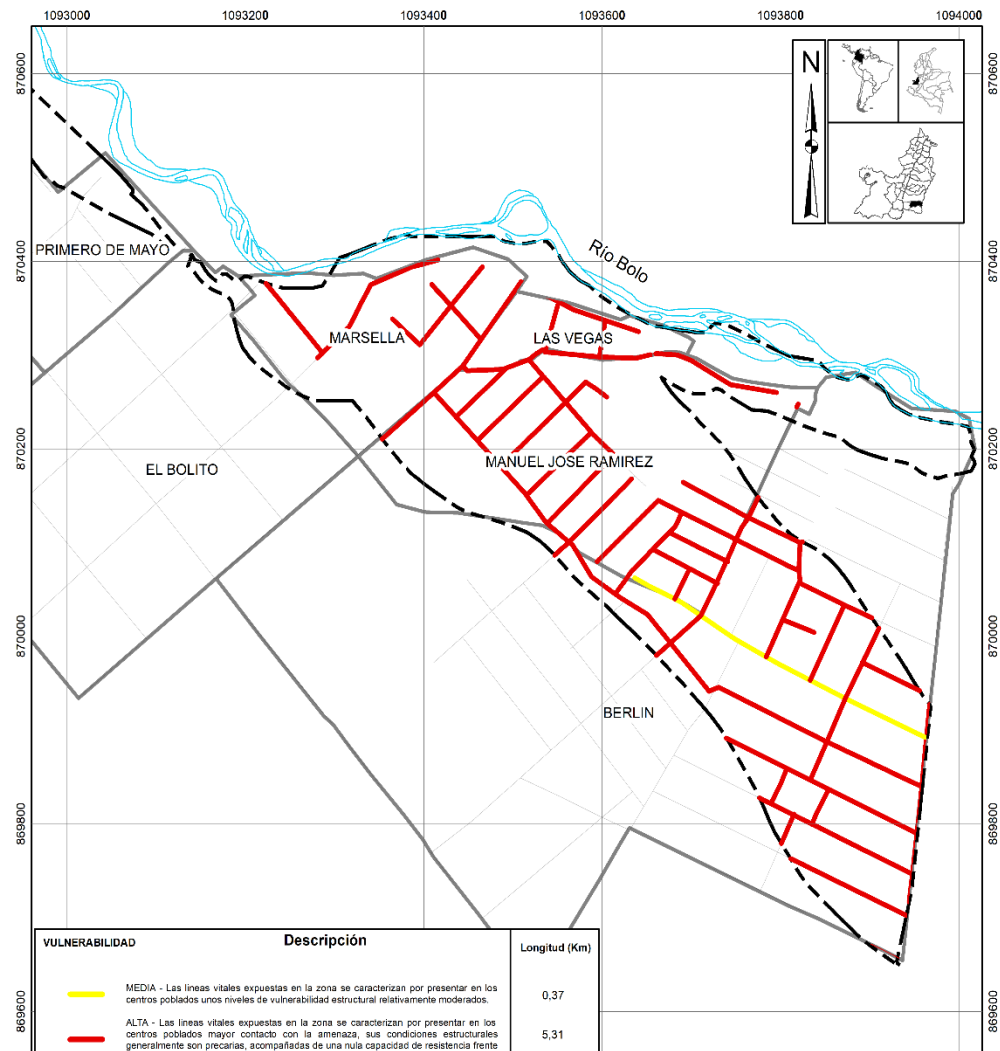 1093000 1093200 1093400 1093600 1093800 1094000
870600 870600
N
Río Bolo
870400 870400
PRIMERO DE MAYO
MARSELLA
LAS VEGAS
870200 870200
EL BOLITO
MANUEL JOSE RAMIREZ
870000 870000
BERLIN
869800 869800
VULNERABILIDAD Descripción Longitud (Km)
MEDIA - Las lineas vitales expuestas en la zona se caracterizan por presentar en los
centros poblados unos niveles de vulnerabilidad estructural relativamente moderados.
0,37
869600 869600
ALTA - Las lineas vitales expuestas en la zona se caracterizan por presentar en los
centros poblados mayor contacto con la amenaza, sus condiciones estructurales
generalmente son precarias, acompañadas de una nula capacidad de resistencia frente
5,31